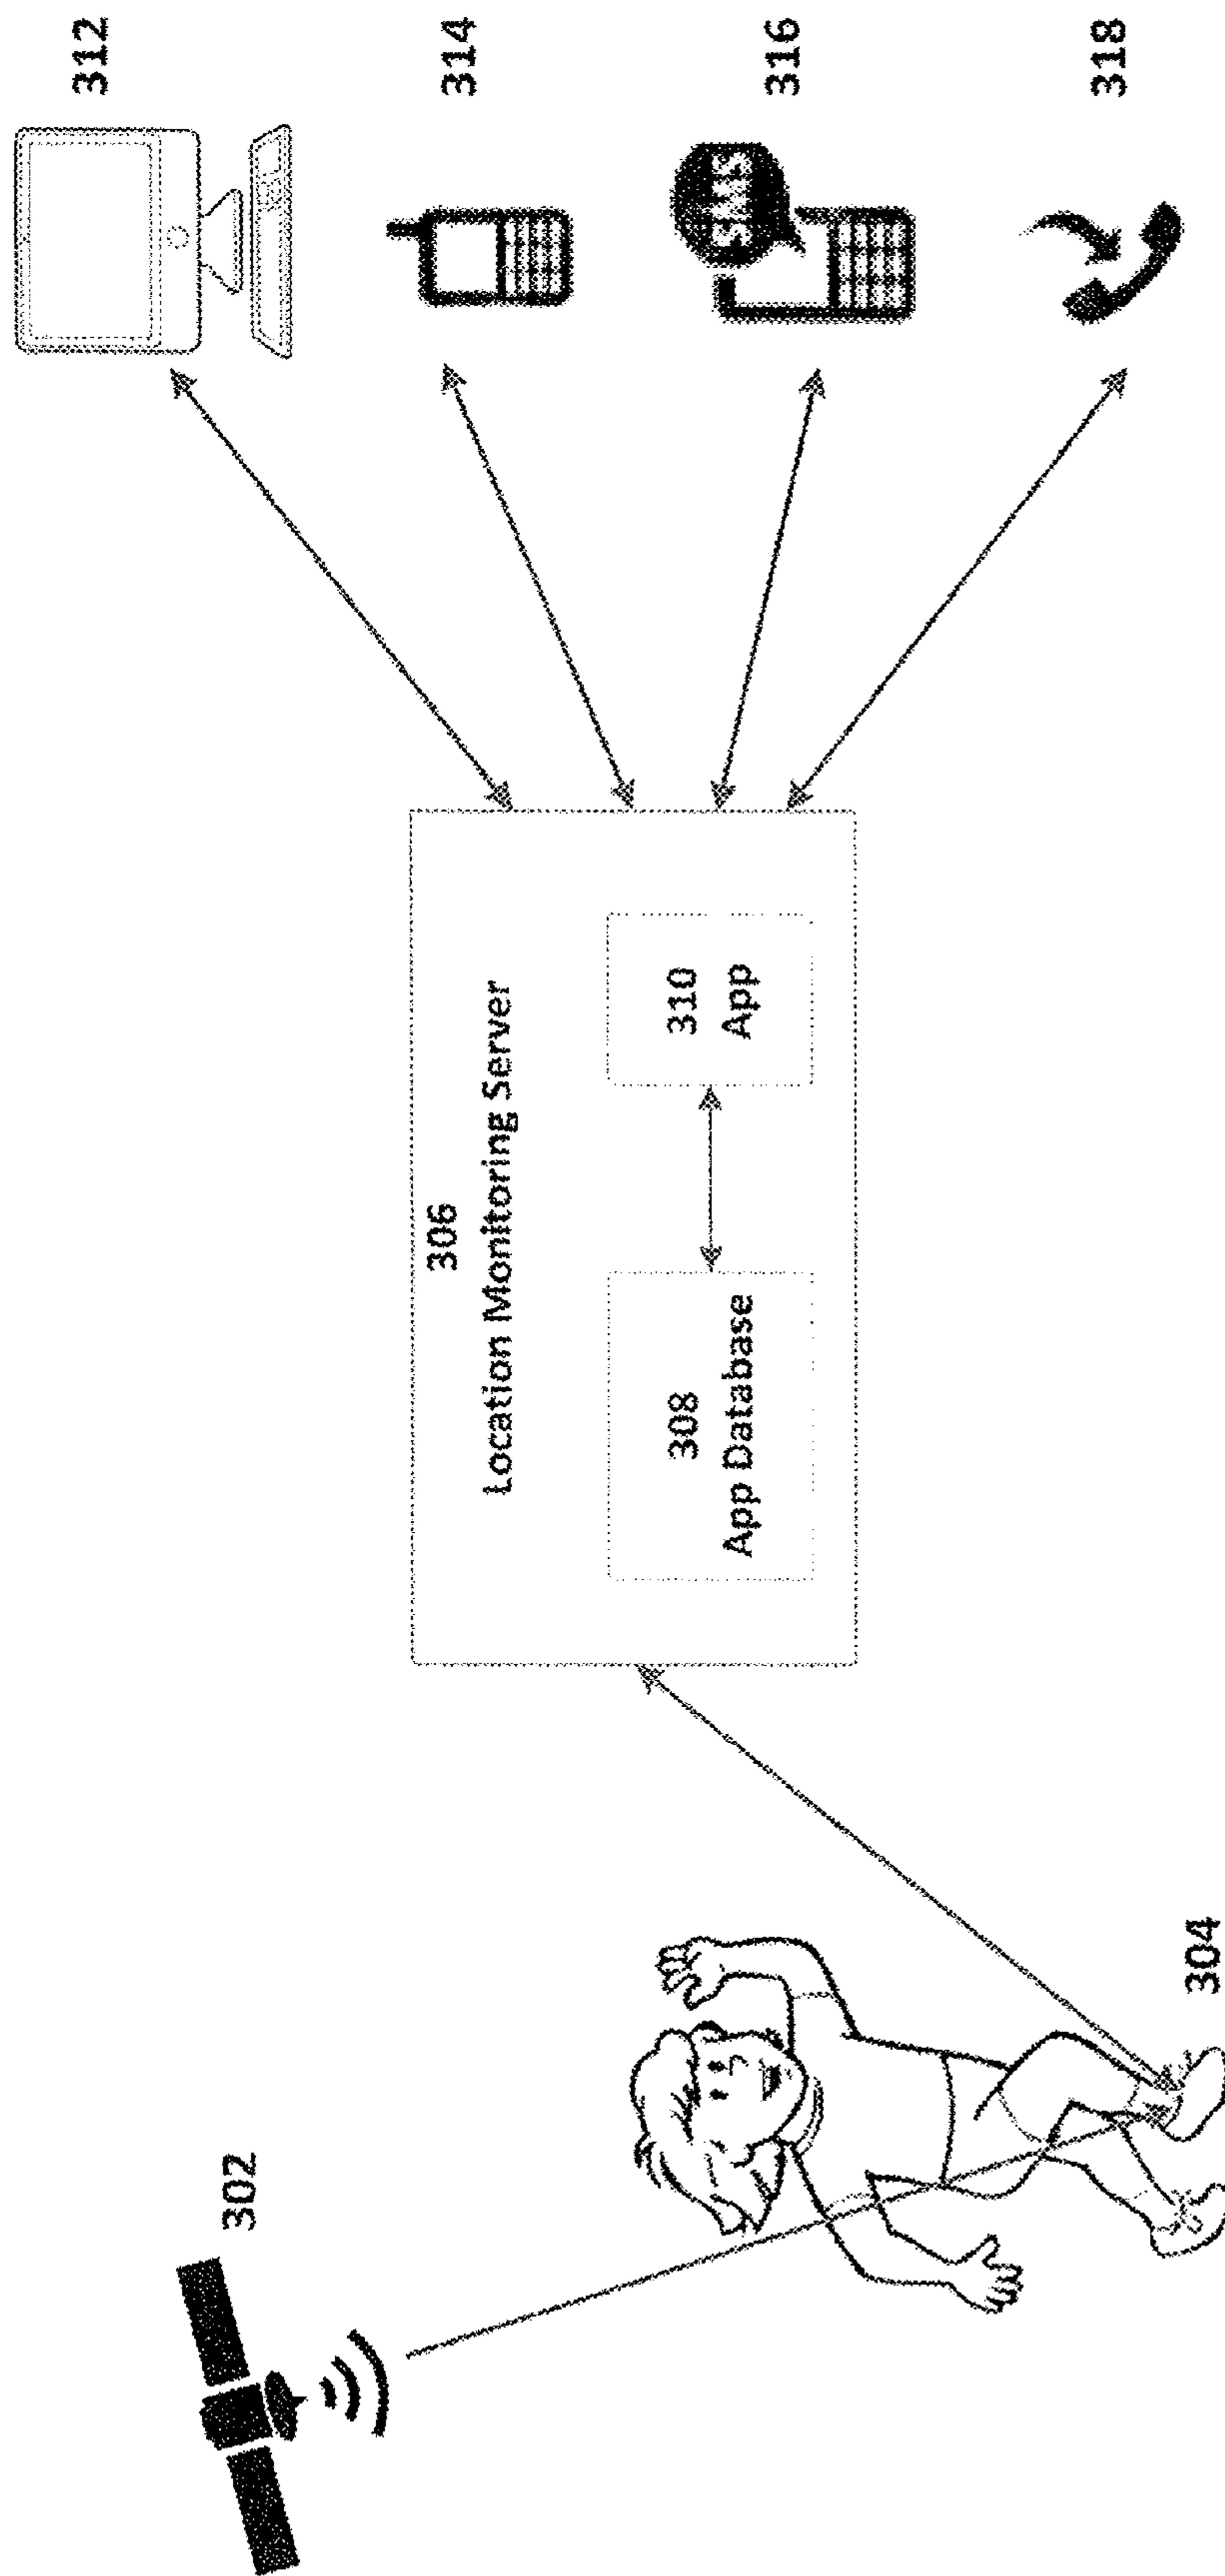 302
304
306
Location Monitoring Server
308
App Database
310
App
312
314
316
SMS
318